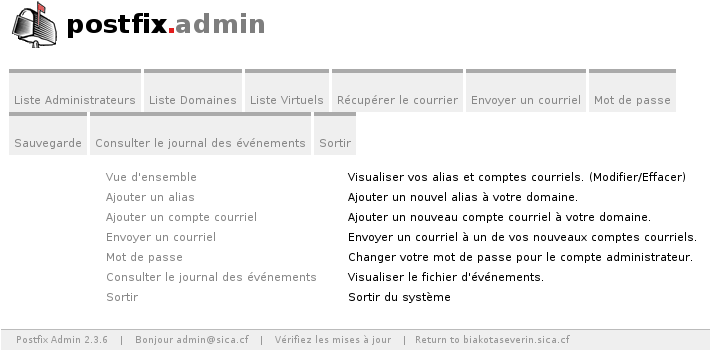 postfix.admin
Liste Administrateurs Liste Domaines Liste Virtuels Récupérer le courrier Envoyer un courriel Mot de passe
Sauvegarde Consulter le journal des événements Sortir
Vue d'ensemble Visualiser vos alias et comptes courriels. (Modifier/Effacer)
Ajouter un alias Ajouter un nouvel alias à votre domaine.
Ajouter un compte courriel Ajouter un nouveau compte courriel à votre domaine.
Envoyer un courriel Envoyer un courriel à un de vos nouveaux comptes courriels.
Mot de passe Changer votre mot de passe pour le compte administrateur.
Consulter le journal des événements Visualiser le fichier d'événements.
Sortir Sortir du système
Postfix Admin 2.3.6 | Bonjour admin@sica.cf | Vérifiez les mises à jour | Return to biakotaseverin.sica.cf